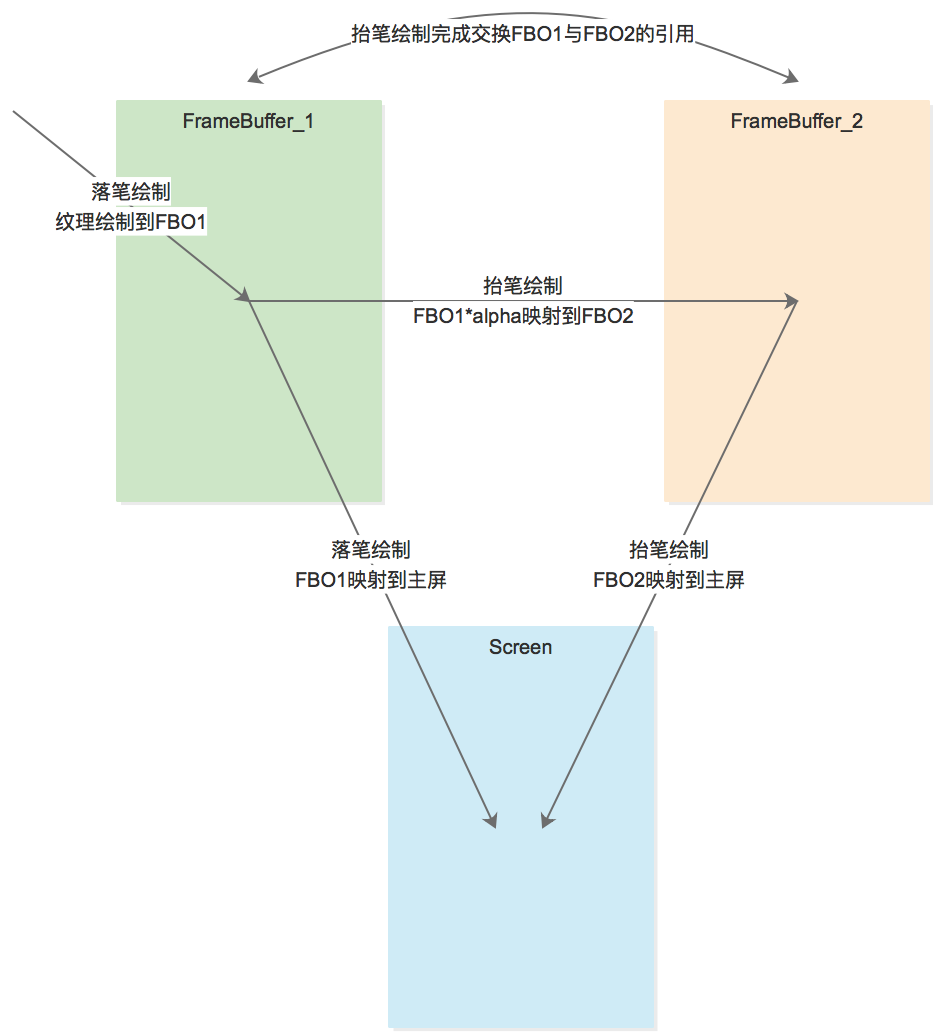 抬笔绘制完成交换FBO1与FBO2的引用
FrameBuffer_1
FrameBuffer_2
落笔绘制
纹理绘制到FBO1
抬笔绘制
FBO1*alpha映射到FBO2
落笔绘制
FBO1映射到主屏
抬笔绘制
FBO2映射到主屏
Screen